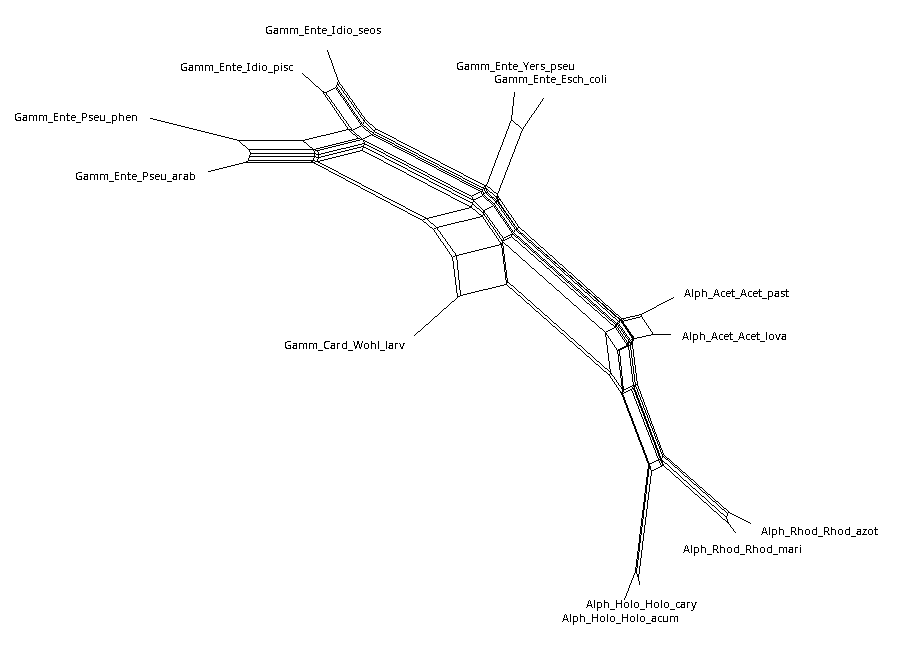 Gamm_Ente_Idio_seos
Gamm_Ente_Idio_pisc
Gamm_Ente_Yers_pseu
Gamm_Ente_Esch_coli
Gamm_Ente_Pseu_phen
Gamm_Ente_Pseu_arab
Alph_Acet_Acet_past
Alph_Acet_Acet_lova
Gamm_Card_Wohl_larv
Alph_Rhod_Rhod_azot
Alph_Rhod_Rhod_mari
Alph_Holo_Holo_cary
Alph_Holo_Holo_acum